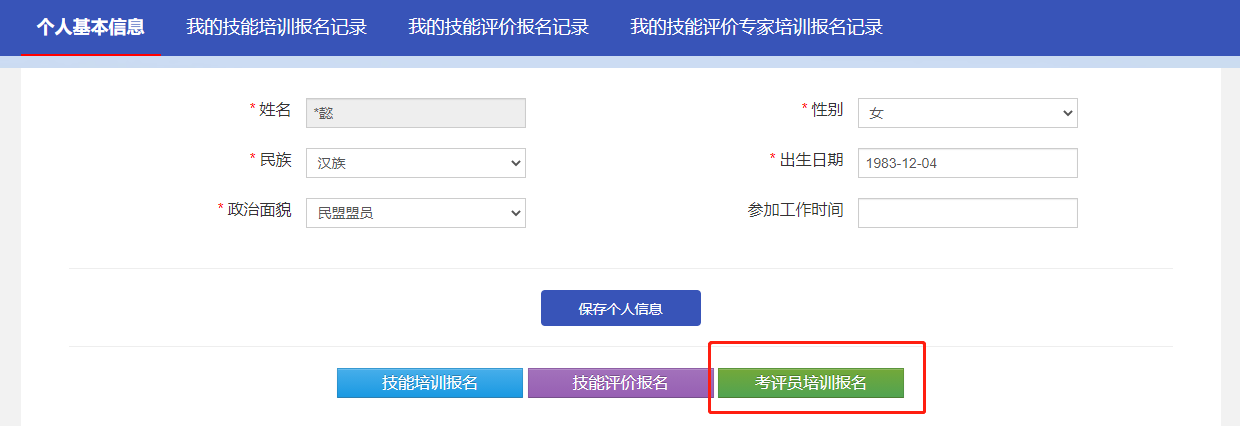 个人基本信息 我的技能培训报名记录 我的技能评价报名记录 我的技能评价专家培训报名记录
* 姓名 *懿 * 性别 女
* 民族 汉族 * 出生日期 1983-12-04
* 政治面貌 民盟盟员 参加工作时间
保存个人信息
技能培训报名 技能评价报名 考评员培训报名